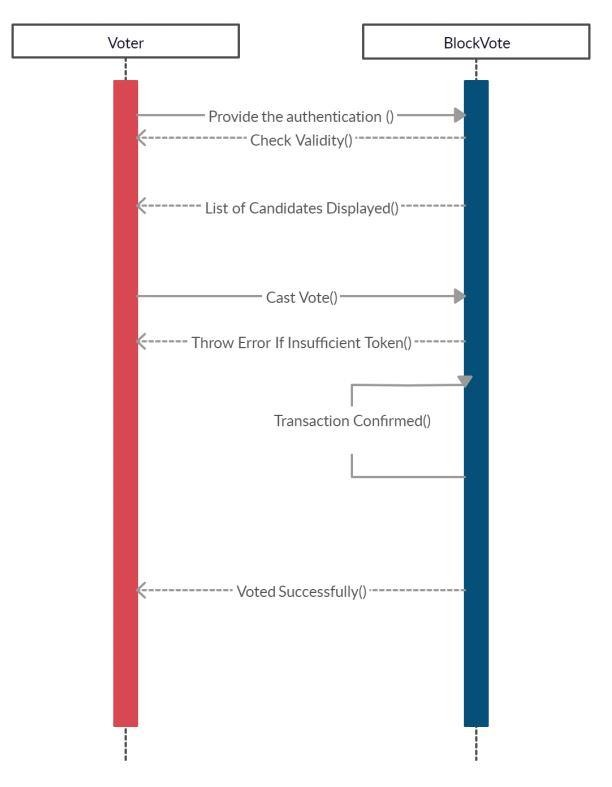 Voter
BlockVote
Provide the authentication ()
Check Validity()
List of Candidates Displayed()
Cast Vote()
Throw Error If Insufficient Token()
Transaction Confirmed()
Voted Successfully()